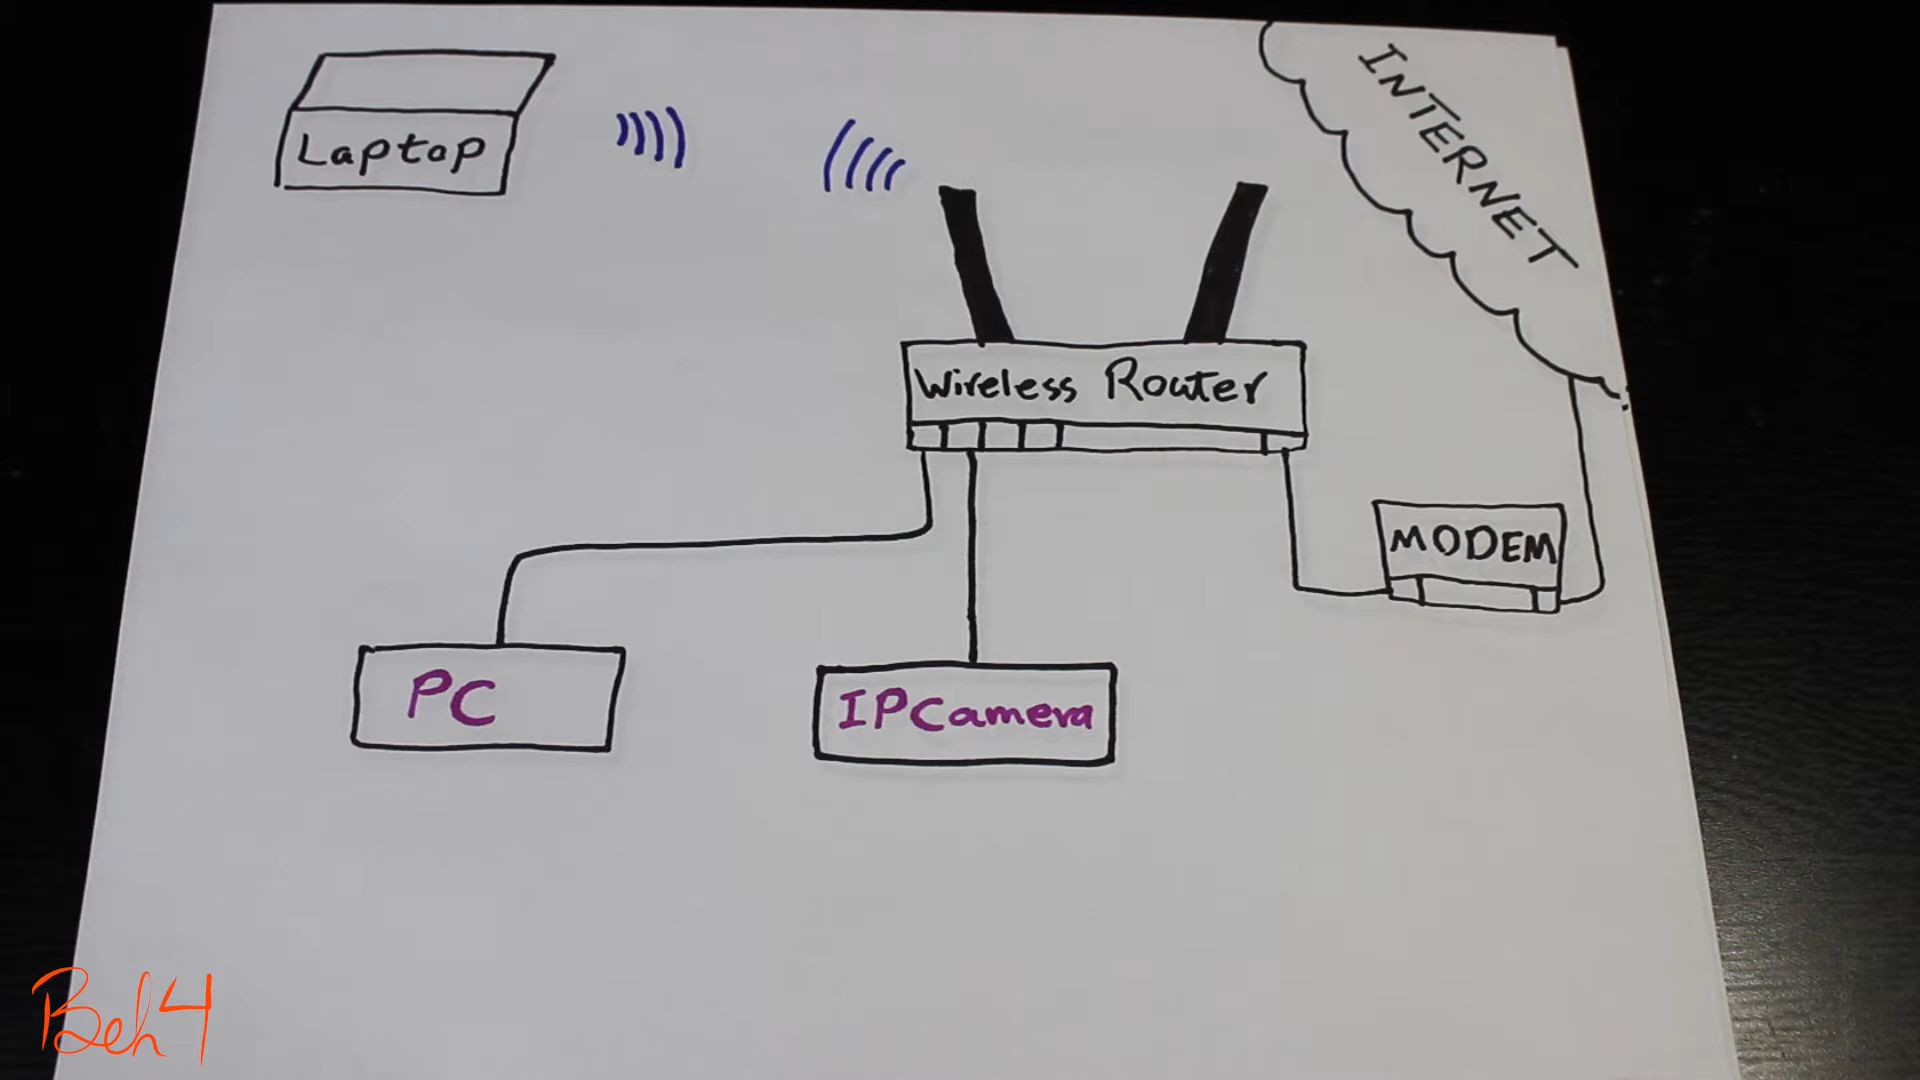 Laptop
INTERNET
Wireless Router
MODEM
PC
IPCamera
Beh4